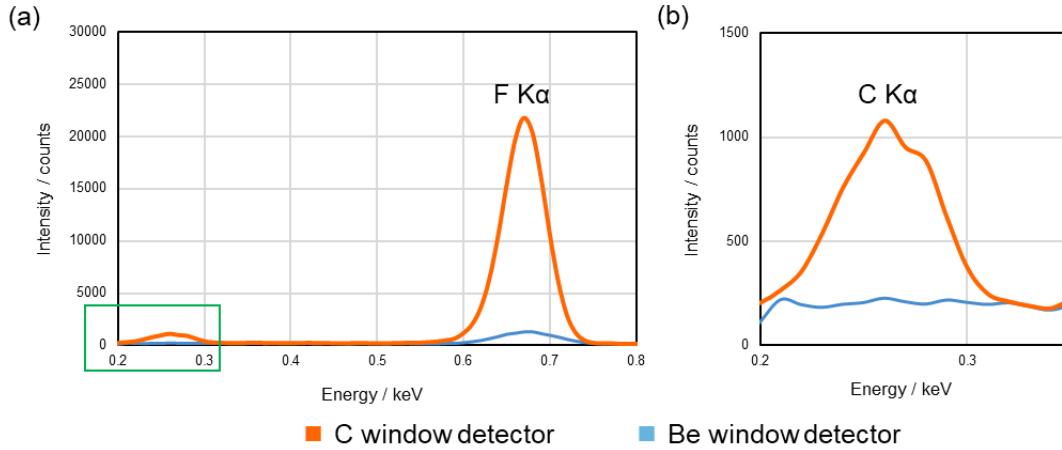 (a)
30000
25000
20000
15000
10000
5000
0
Intensity / counts
F Kα
0.2 0.3 0.4 0.5 0.6 0.7 0.8
Energy / keV
(b)
1500
1000
500
0
Intensity / counts
C Kα
0.2 0.3
Energy / keV
C window detector
Be window detector